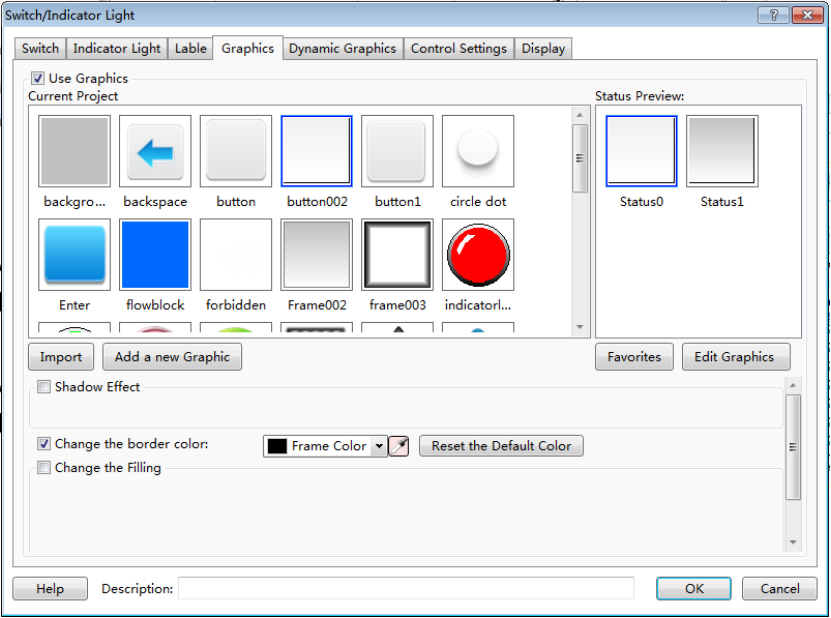 Switch/Indicator Light
Switch Indicator Light Lable Graphics Dynamic Graphics Control Settings Display
Use Graphics
Current Project Status Preview:
backgro... backspace button button002 button1 circle dot Status0 Status1
Enter flowblock forbidden Frame002 frame003 indicatorl...
Import Add a new Graphic Favorites Edit Graphics
Shadow Effect
Change the border color: Frame Color Reset the Default Color
Change the Filling
Help Description: OK Cancel